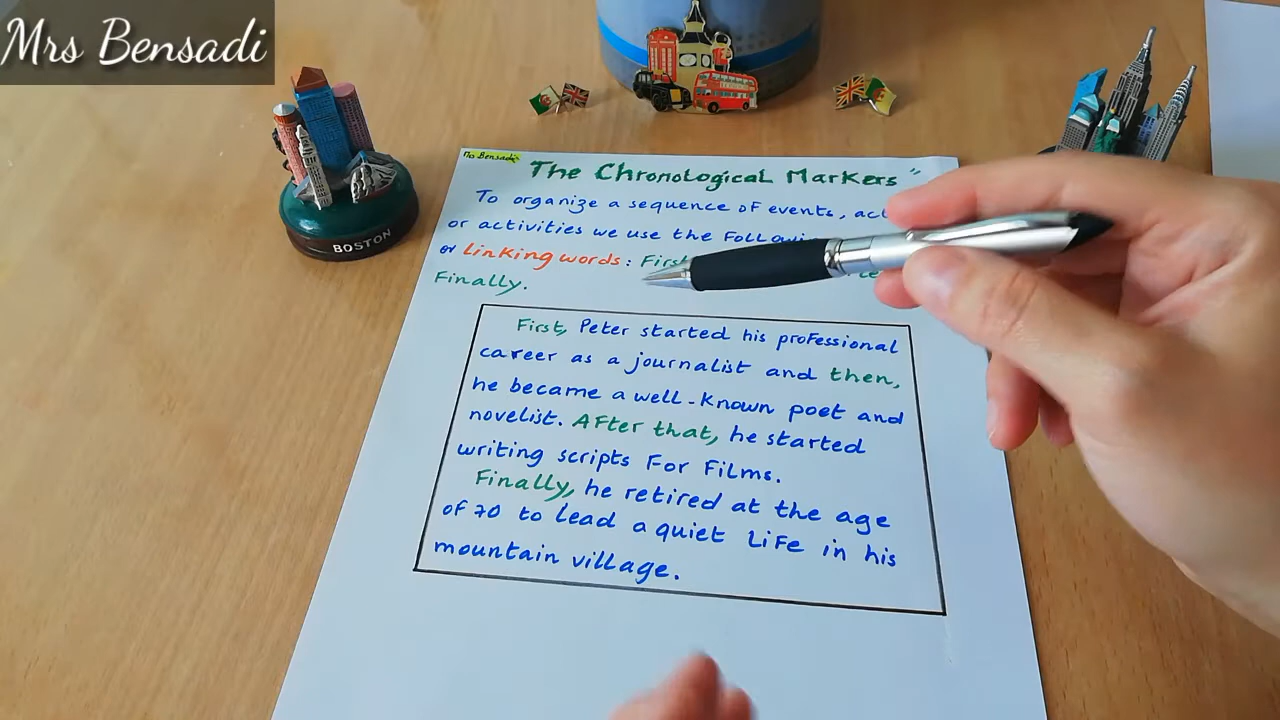 Mrs Bensadi
BOSTON
Mrs Bensadi
"The Chronological Markers"
To organize a sequence of events,
or activities we use the
or linking words: First
Finally.
First, Peter started his professional
career as a journalist and then,
he became a well-known poet and
novelist. After that, he started
writing scripts for films.
Finally, he retired at the age
of 70 to lead a quiet life in his
mountain village.